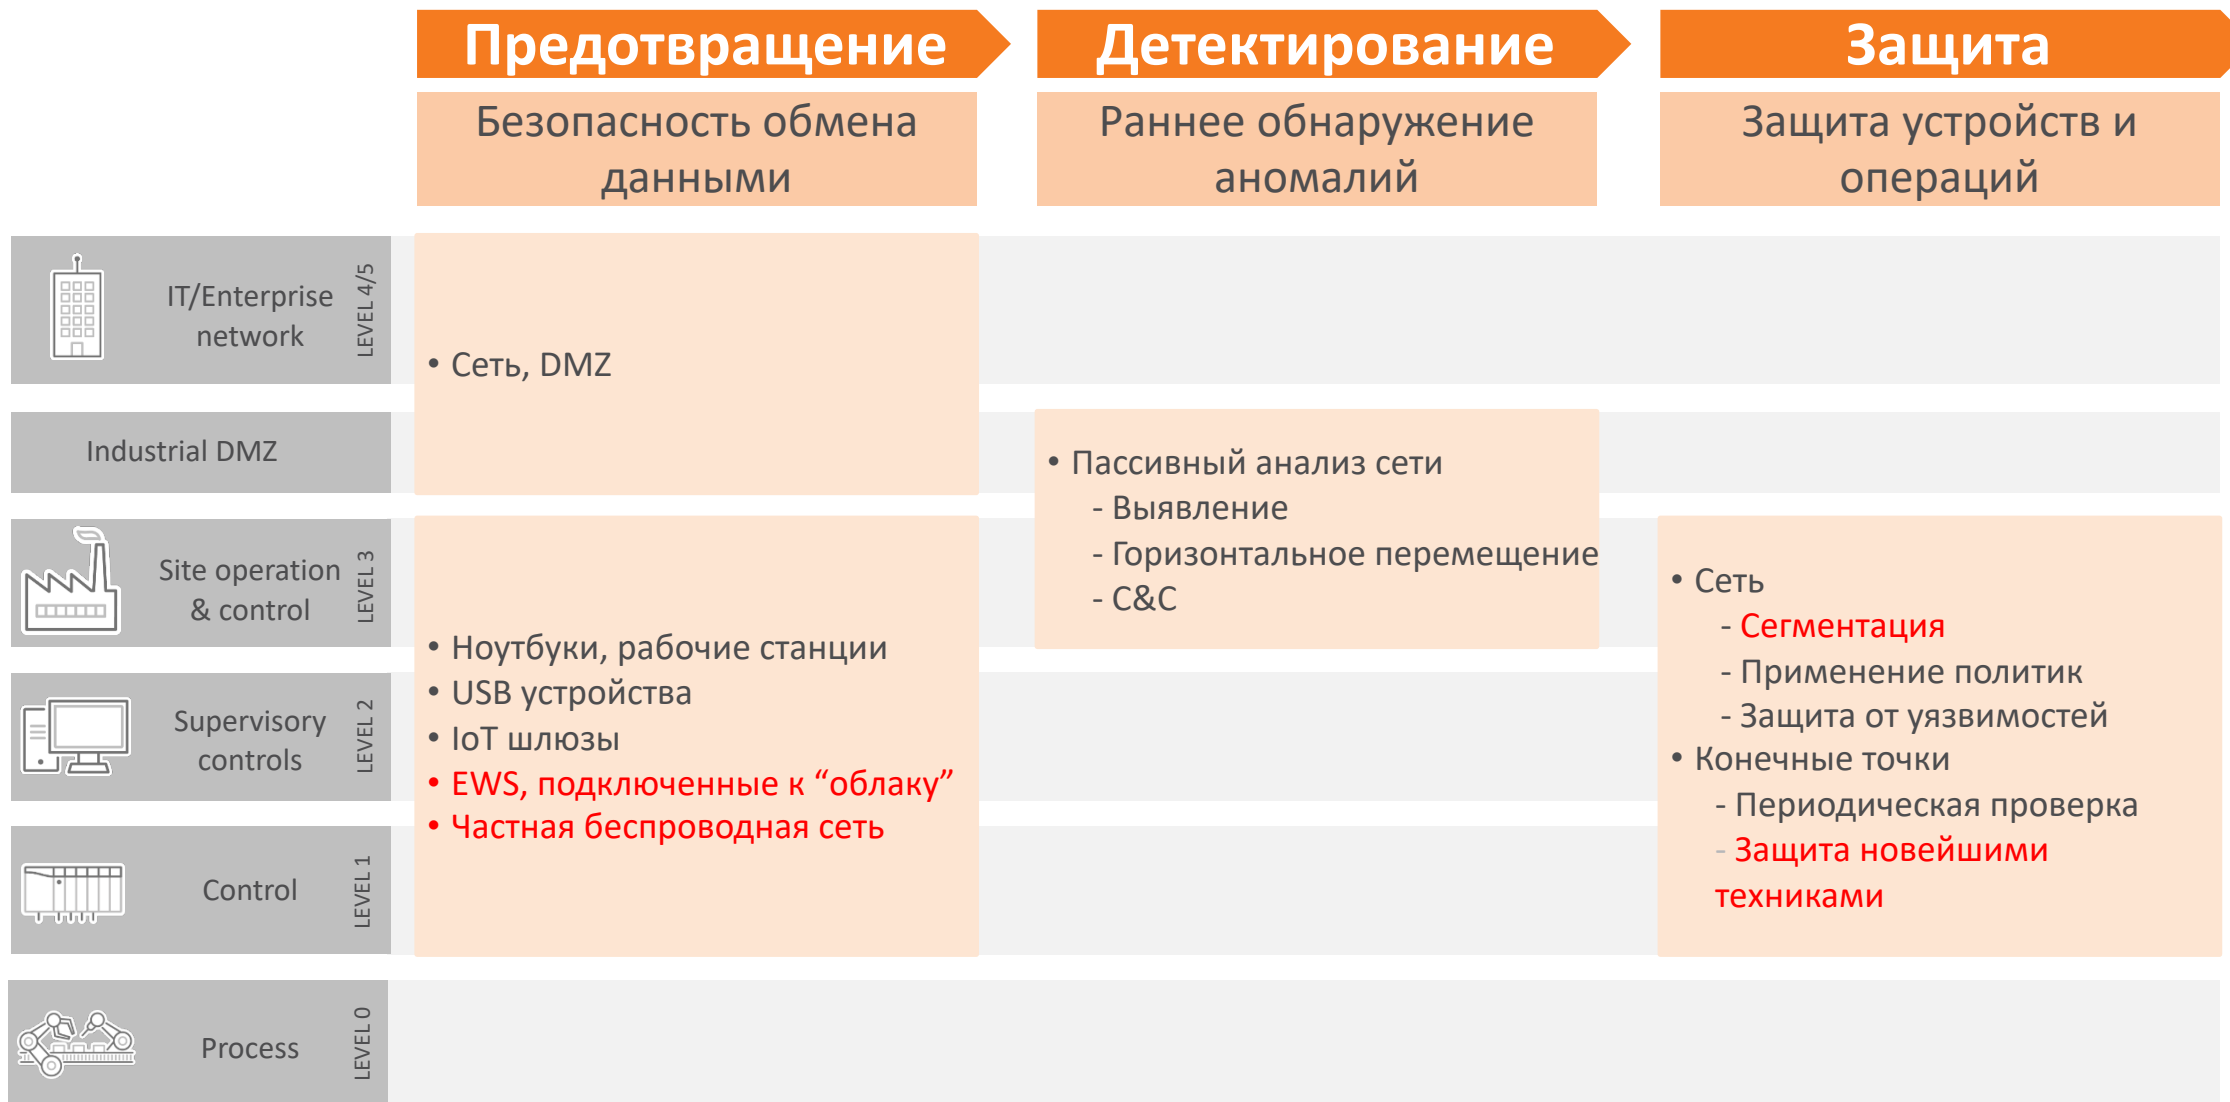 Предотвращение
Детектирование
Защита
Безопасность обмена
данными
Раннее обнаружение
аномалий
Защита устройств и
операций
IT/Enterprise
network
LEVEL 4/5
• Сеть, DMZ
Industrial DMZ
• Пассивный анализ сети
- Выявление
- Горизонтальное перемещение
- C&C
Site operation
& control
LEVEL 3
• Ноутбуки, рабочие станции
• USB устройства
• IoT шлюзы
• EWS, подключенные к “облаку”
• Частная беспроводная сеть
• Сеть
- Сегментация
- Применение политик
- Защита от уязвимостей
• Конечные точки
- Периодическая проверка
- Защита новейшими
техниками
Supervisory
controls
LEVEL 2
Control
LEVEL 1
Process
LEVEL 0